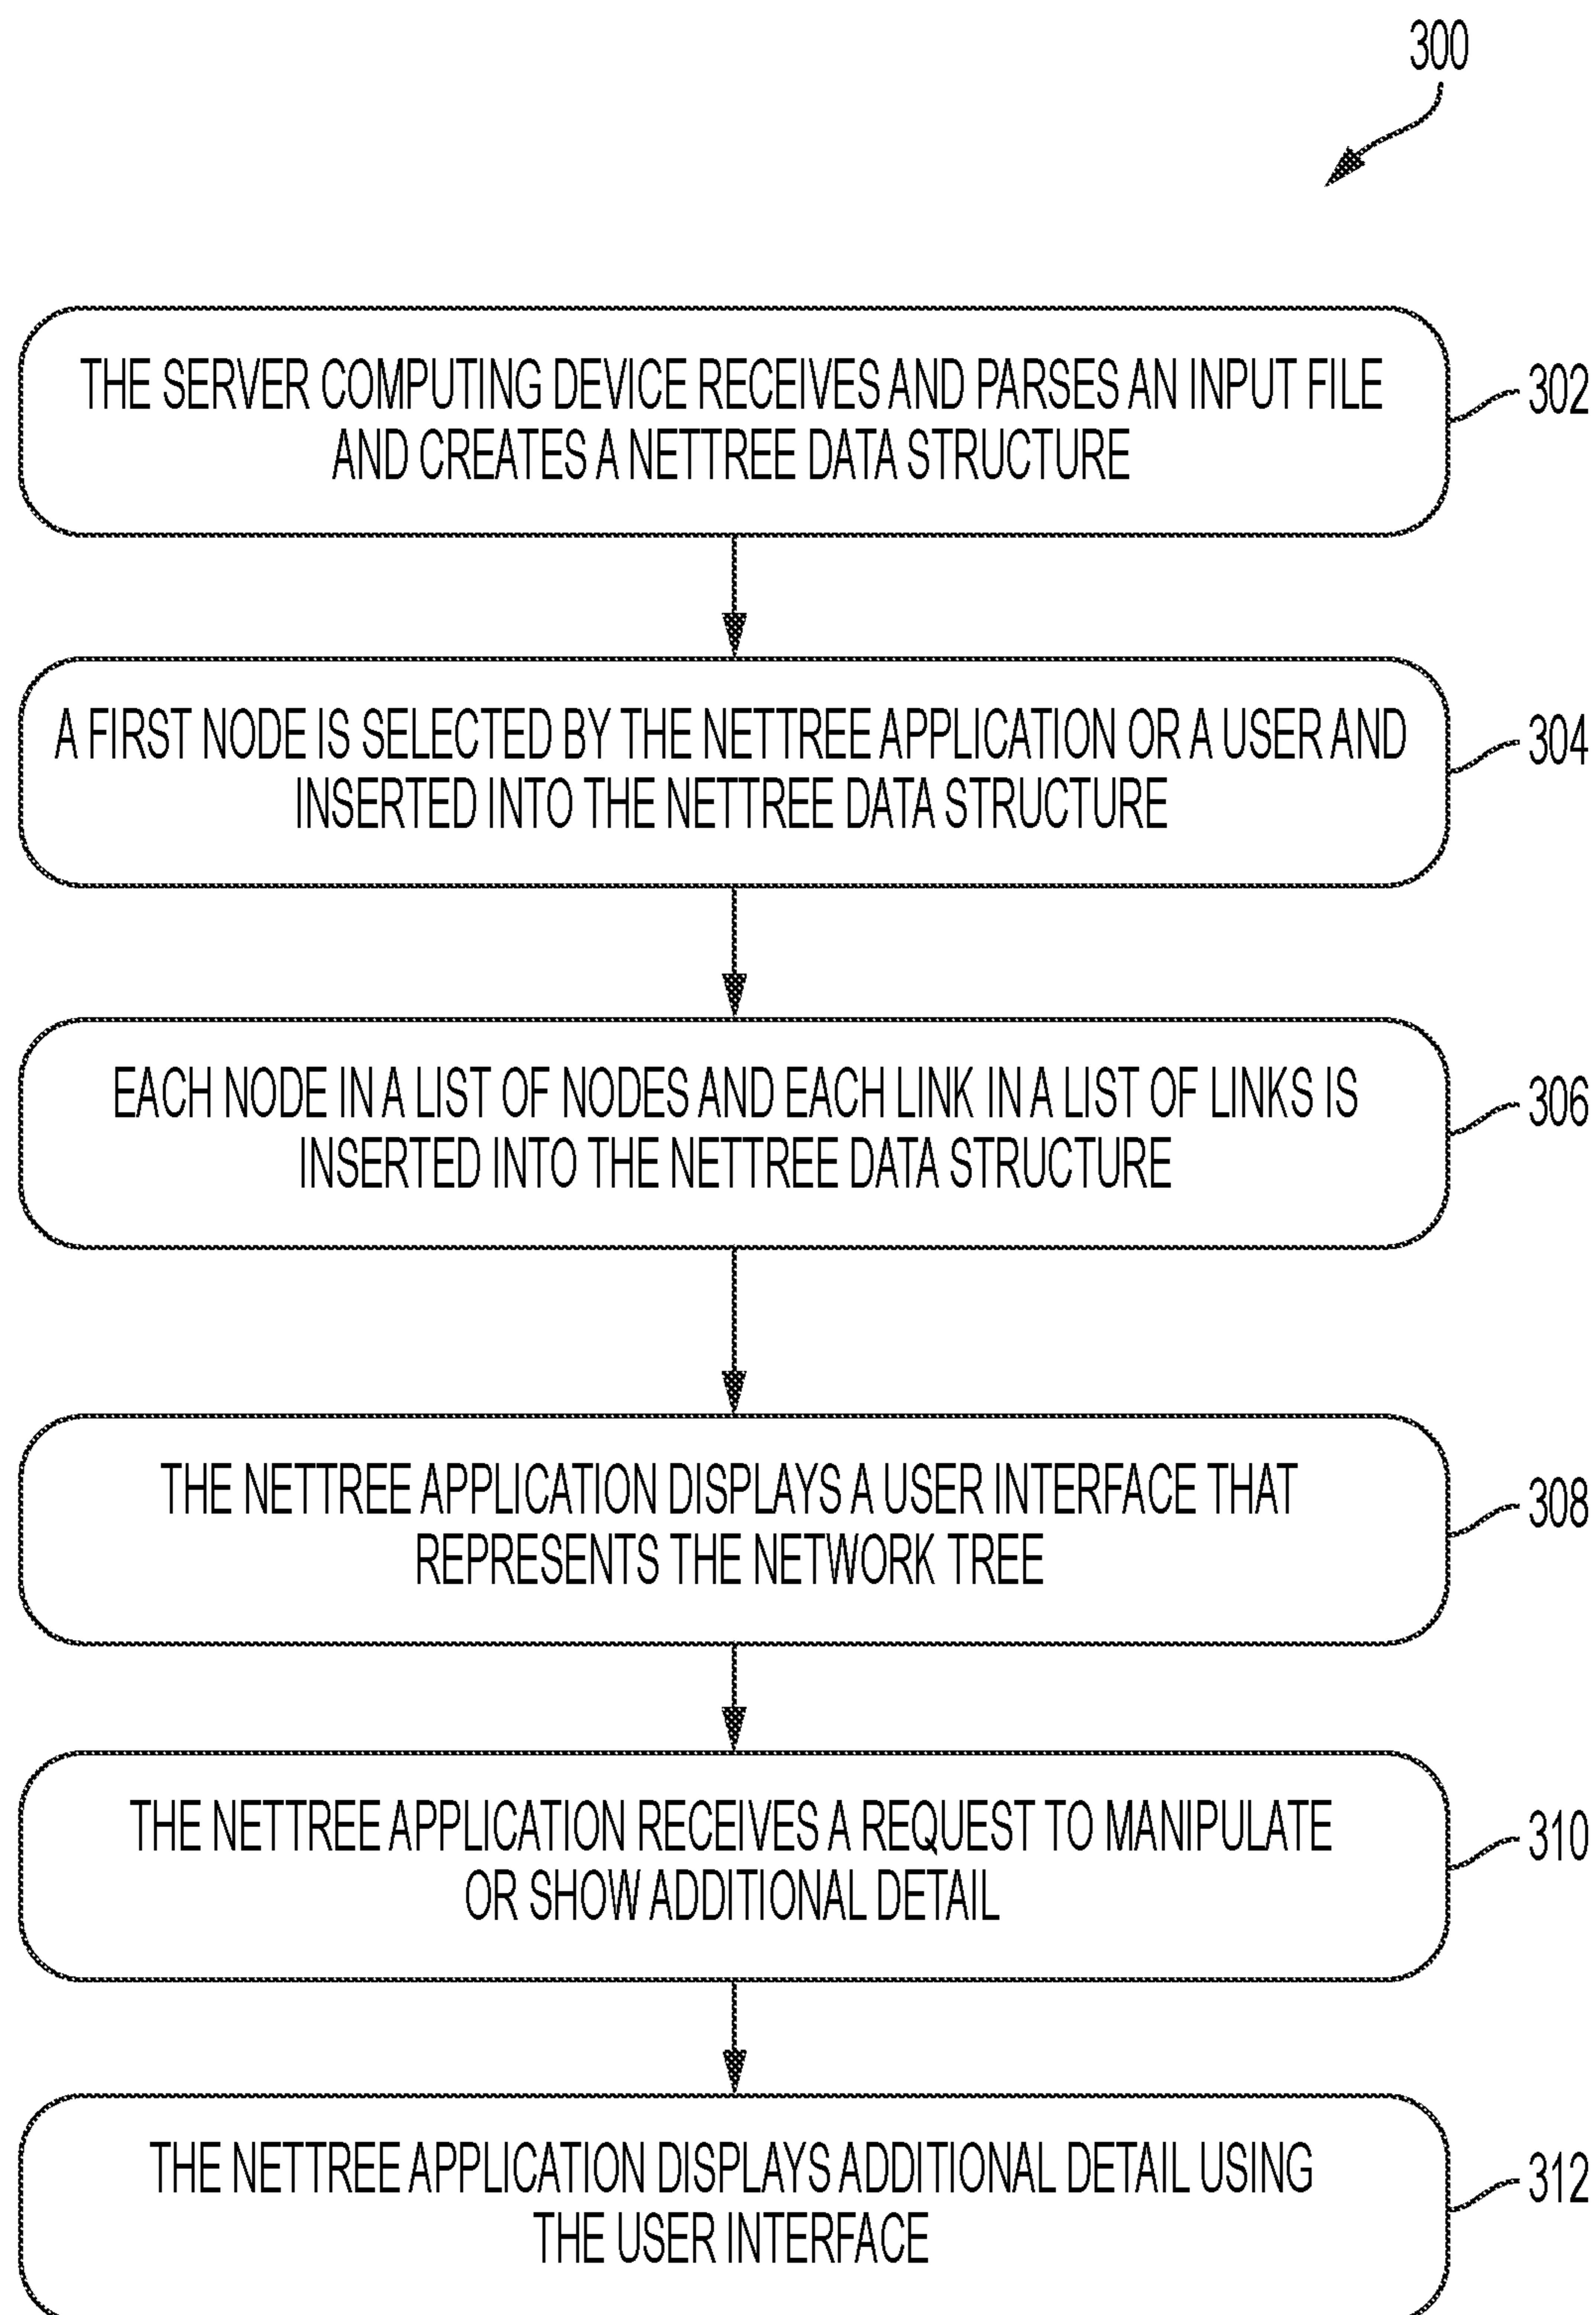 300
THE SERVER COMPUTING DEVICE RECEIVES AND PARSES AN INPUT FILE
AND CREATES A NETTREE DATA STRUCTURE
302
A FIRST NODE IS SELECTED BY THE NETTREE APPLICATION OR A USER AND
INSERTED INTO THE NETTREE DATA STRUCTURE
304
EACH NODE IN A LIST OF NODES AND EACH LINK IN A LIST OF LINKS IS
INSERTED INTO THE NETTREE DATA STRUCTURE
306
THE NETTREE APPLICATION DISPLAYS A USER INTERFACE THAT
REPRESENTS THE NETWORK TREE
308
THE NETTREE APPLICATION RECEIVES A REQUEST TO MANIPULATE
OR SHOW ADDITIONAL DETAIL
310
THE NETTREE APPLICATION DISPLAYS ADDITIONAL DETAIL USING
THE USER INTERFACE
312